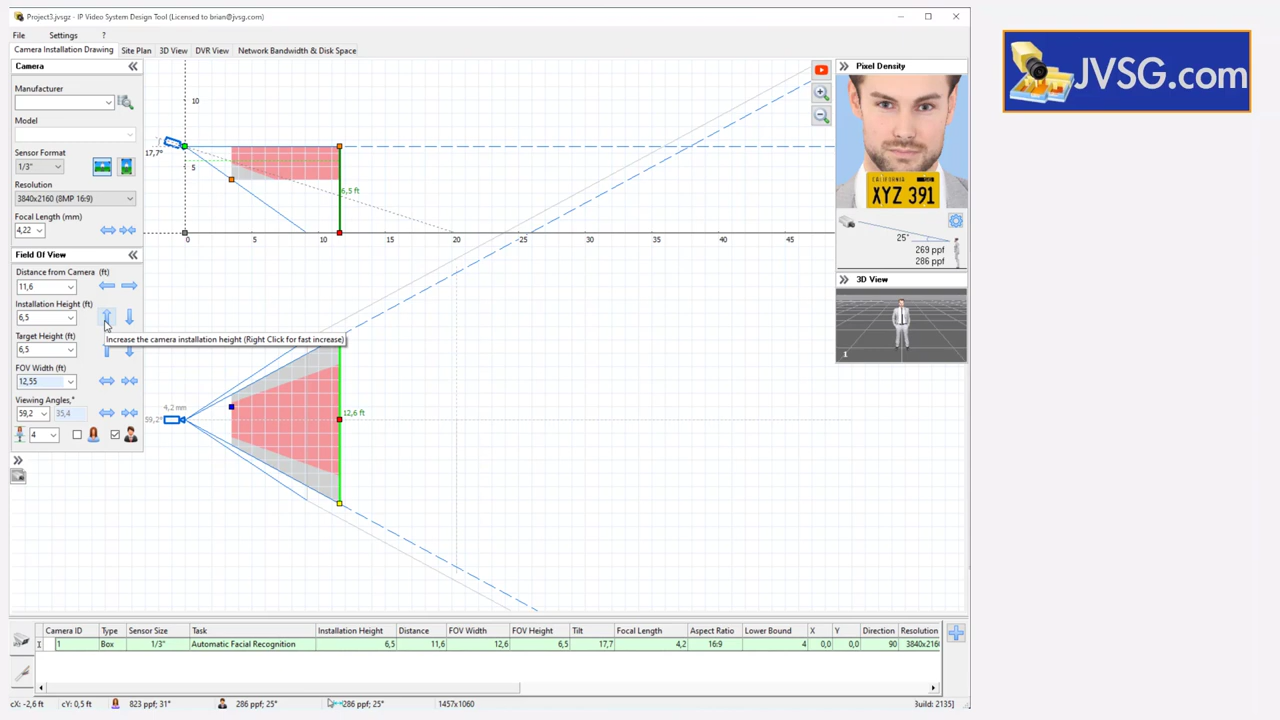 Project3.jvsgz - IP Video System Design Tool (Licensed to brian@jvsg.com)
File Settings ?
Camera Installation Drawing Site Plan 3D View DVR View Network Bandwidth & Disk Space
Camera
Manufacturer
Model
Sensor Format
1/3"
Resolution
3840x2160 (8MP 16:9)
Focal Length (mm)
4,22
Field Of View
Distance from Camera (ft)
11,6
Installation Height (ft)
6,5
Target Height (ft)
6,5
FOV Width (ft)
12,55
Viewing Angles,°
59,2 35,4
4
Increase the camera installation height (Right Click for fast increase)
10
17,7°
5
6,5 ft
0 5 10 15 20 25 30 35 40 45
4,2 mm
59,2°
12,6 ft
Pixel Density
CALIFORNIA
XYZ 391
25°
269 ppf
286 ppf
3D View
1
JVSG.com
Camera ID Type Sensor Size Task Installation Height Distance FOV Width FOV Height Tilt Focal Length Aspect Ratio Lower Bound X Y Direction Resolution
1 Box 1/3" Automatic Facial Recognition 6,5 11,6 12,6 6,5 17,7 4,2 16:9 4 0,0 0,0 90 3840x2160
cX: -2,6 ft cY: 0,5 ft 823 ppf; 31° 286 ppf; 25° 286 ppf; 25° 1457x1060 Build: 2135]